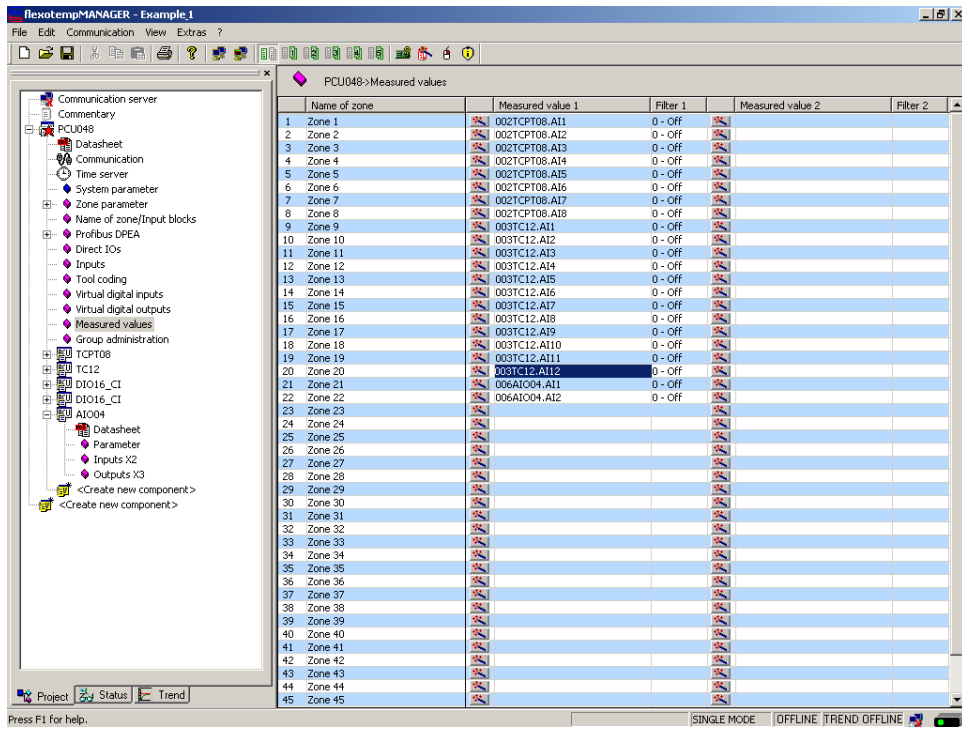 flexotempMANAGER - Example_1
File Edit Communication View Extras ?
PCU048->Measured values
Communication server
Commentary
PCU048
Datasheet
Communication
Time server
System parameter
Zone parameter
Name of zone/Input blocks
Profibus DPEA
Direct IOs
Inputs
Tool coding
Virtual digital inputs
Virtual digital outputs
Measured values
Group administration
TCPT08
TC12
DIO16_CI
DIO16_CI
AIO04
Datasheet
Parameter
Inputs X2
Outputs X3
<Create new component>
<Create new component>
Name of zone Measured value 1 Filter 1 Measured value 2 Filter 2
1 Zone 1 002TCPT08.AI1 0 - Off
2 Zone 2 002TCPT08.AI2 0 - Off
3 Zone 3 002TCPT08.AI3 0 - Off
4 Zone 4 002TCPT08.AI4 0 - Off
5 Zone 5 002TCPT08.AI5 0 - Off
6 Zone 6 002TCPT08.AI6 0 - Off
7 Zone 7 002TCPT08.AI7 0 - Off
8 Zone 8 002TCPT08.AI8 0 - Off
9 Zone 9 003TC12.AI1 0 - Off
10 Zone 10 003TC12.AI2 0 - Off
11 Zone 11 003TC12.AI3 0 - Off
12 Zone 12 003TC12.AI4 0 - Off
13 Zone 13 003TC12.AI5 0 - Off
14 Zone 14 003TC12.AI6 0 - Off
15 Zone 15 003TC12.AI7 0 - Off
16 Zone 16 003TC12.AI8 0 - Off
17 Zone 17 003TC12.AI9 0 - Off
18 Zone 18 003TC12.AI10 0 - Off
19 Zone 19 003TC12.AI11 0 - Off
20 Zone 20 003TC12.AI12 0 - Off
21 Zone 21 006AIO04.AI1 0 - Off
22 Zone 22 006AIO04.AI2 0 - Off
23 Zone 23
24 Zone 24
25 Zone 25
26 Zone 26
27 Zone 27
28 Zone 28
29 Zone 29
30 Zone 30
31 Zone 31
32 Zone 32
33 Zone 33
34 Zone 34
35 Zone 35
36 Zone 36
37 Zone 37
38 Zone 38
39 Zone 39
40 Zone 40
41 Zone 41
42 Zone 42
43 Zone 43
44 Zone 44
45 Zone 45
Project Status Trend
Press F1 for help. SINGLE MODE OFFLINE TREND OFFLINE